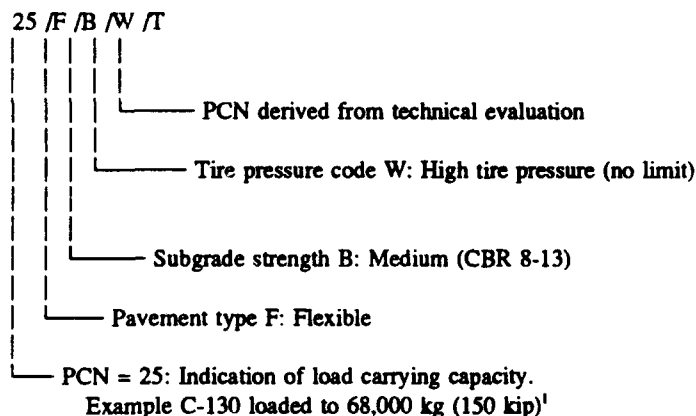 25 /F /B /W /T
PCN derived from technical evaluation
Tire pressure code W: High tire pressure (no limit)
Subgrade strength B: Medium (CBR 8-13)
Pavement type F: Flexible
PCN = 25: Indication of load carrying capacity.
Example C-130 loaded to 68,000 kg (150 kip)¹